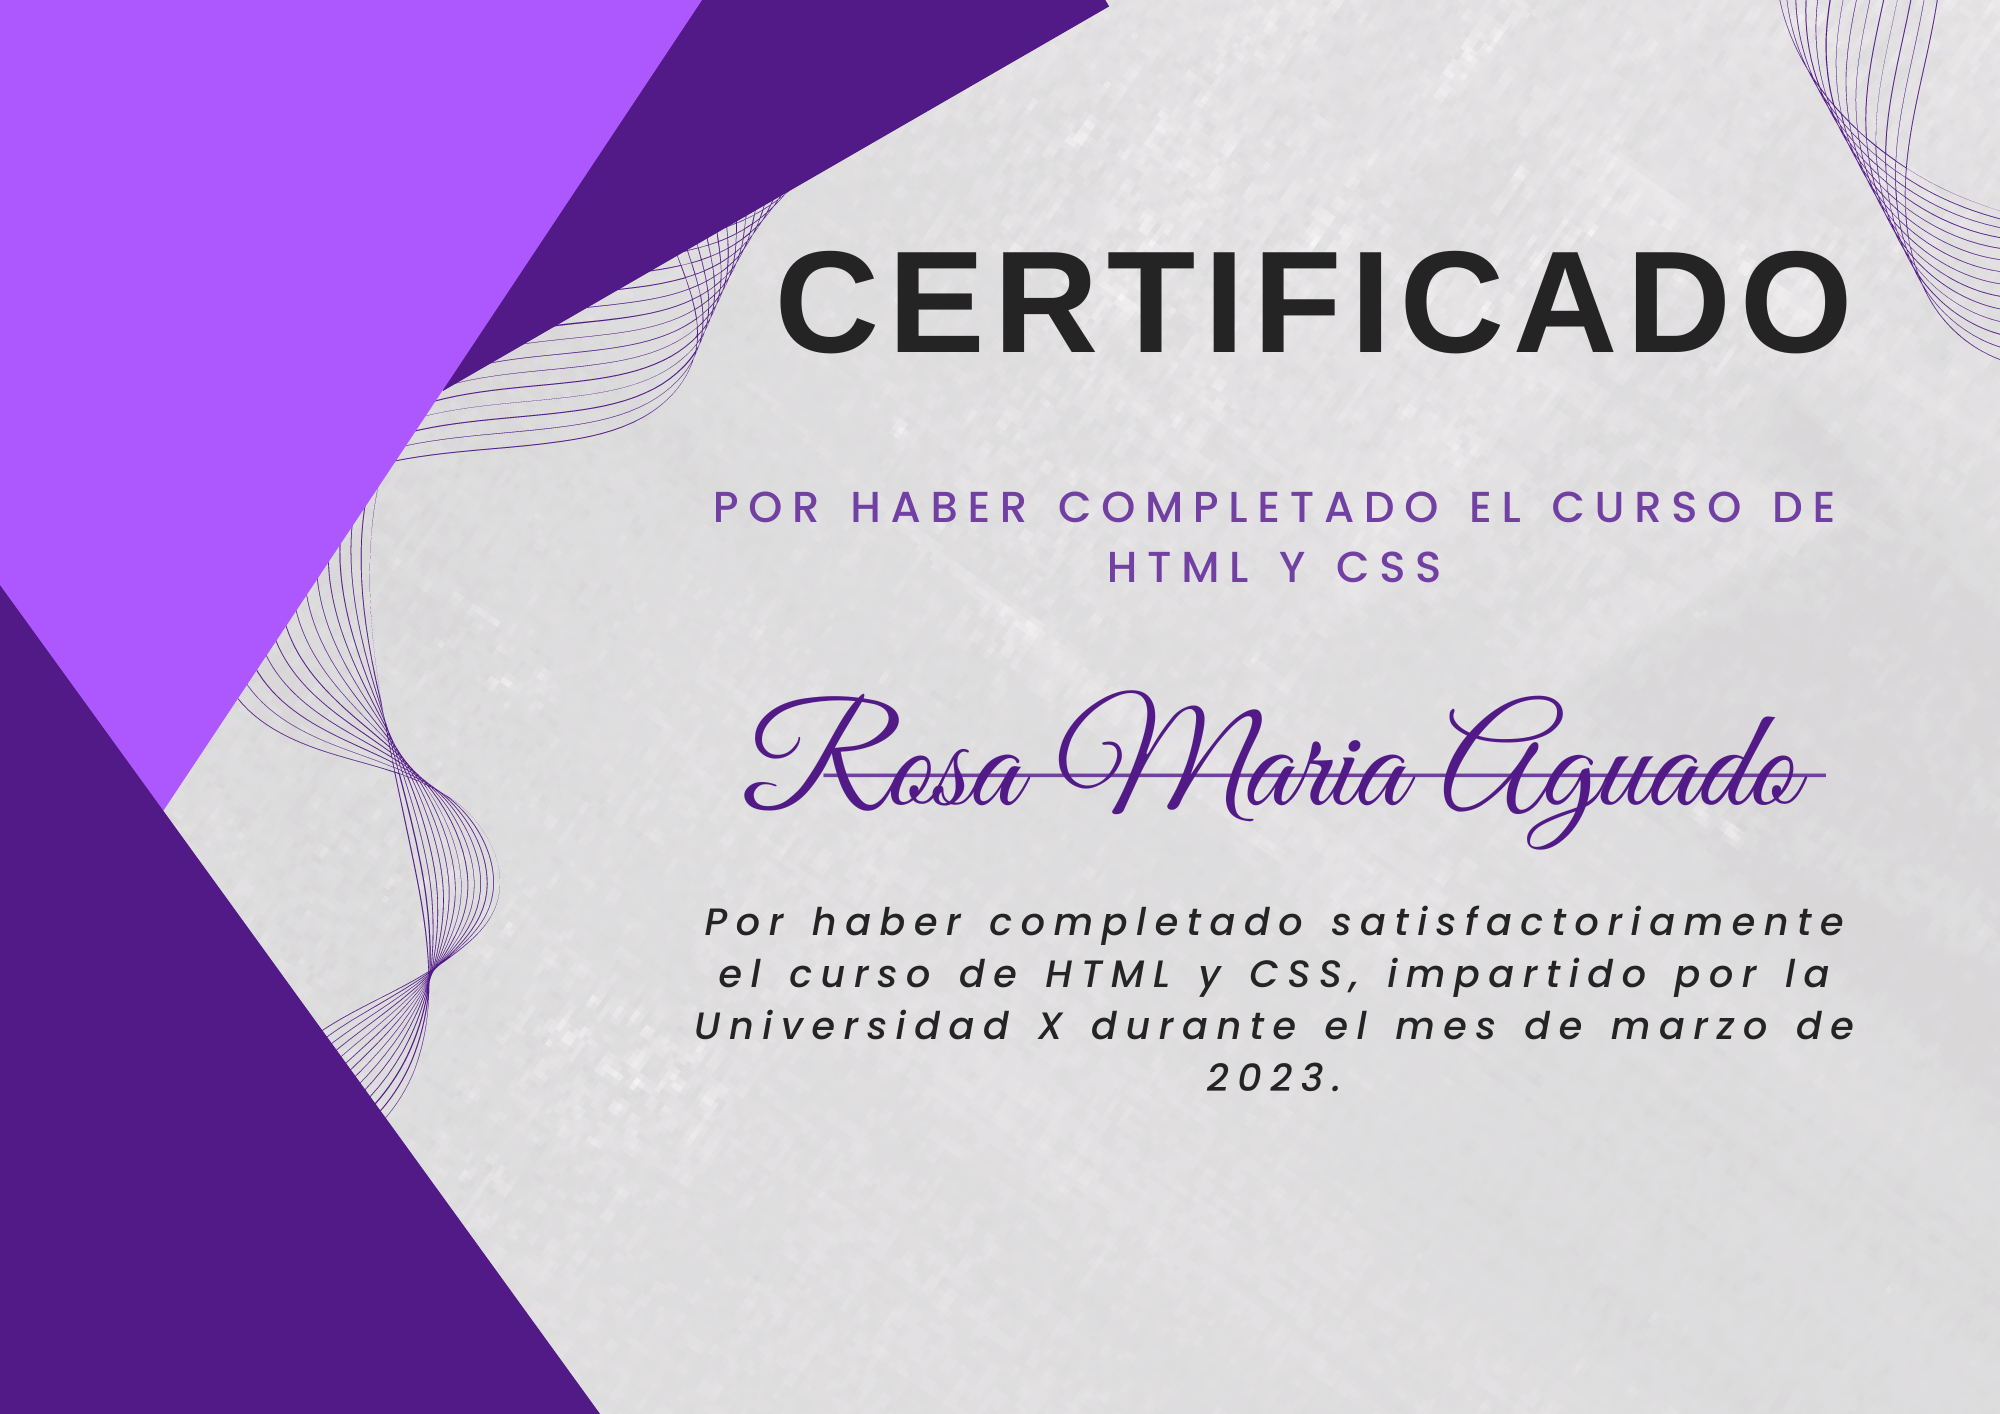 CERTIFICADO
POR HABER COMPLETADO EL CURSO DE
HTML Y CSS
Rosa Maria Aguado
Por haber completado satisfactoriamente
el curso de HTML y CSS, impartido por la
Universidad X durante el mes de marzo de
2023.